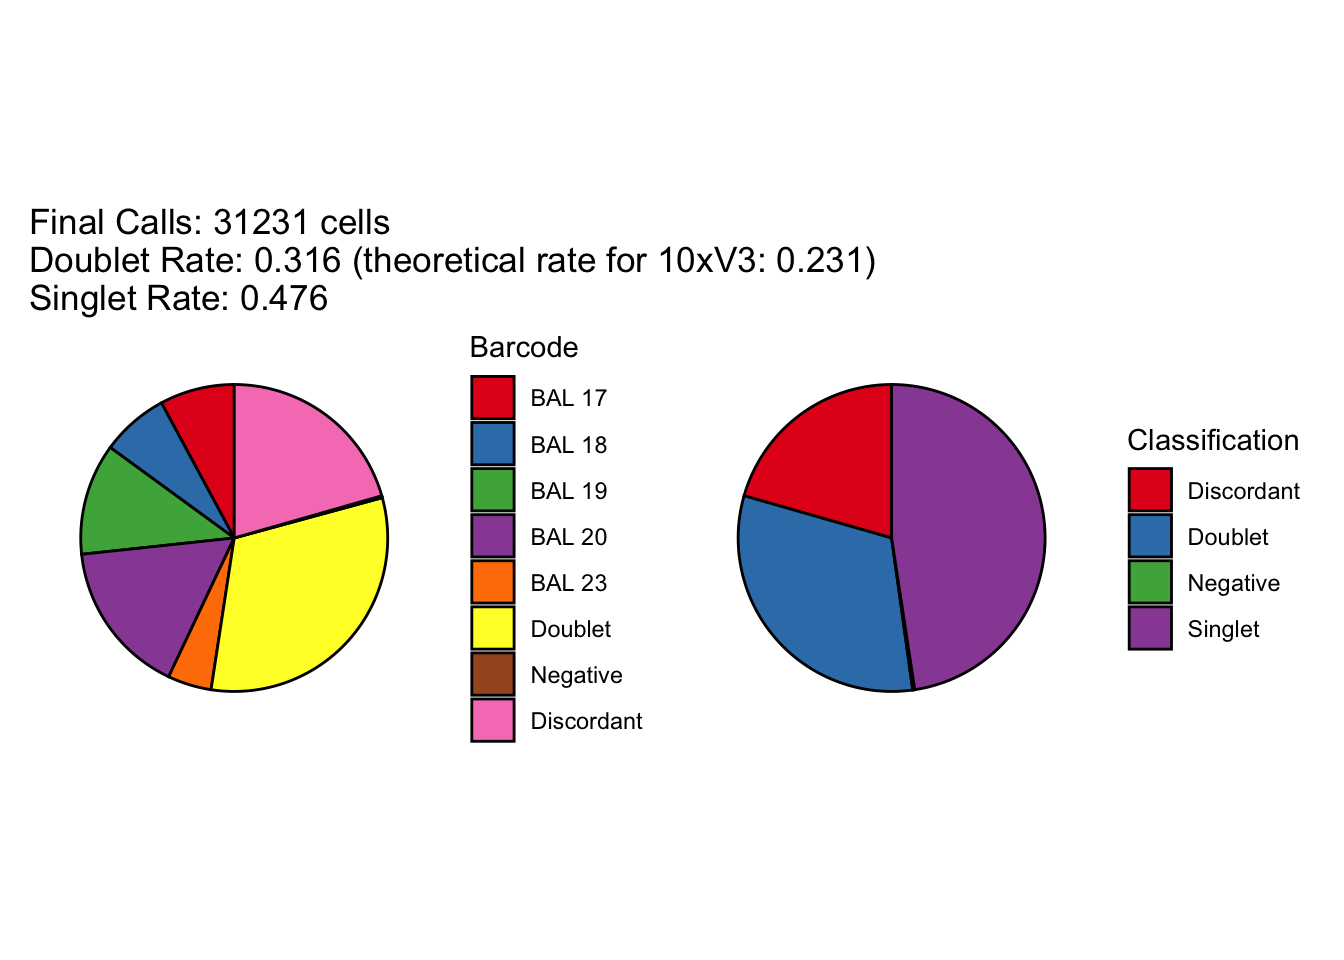 Final Calls: 31231 cells
Doublet Rate: 0.316 (theoretical rate for 10xV3: 0.231)
Singlet Rate: 0.476
Barcode
BAL 17
BAL 18
BAL 19
BAL 20
BAL 23
Doublet
Negative
Discordant
Classification
Discordant
Doublet
Negative
Singlet